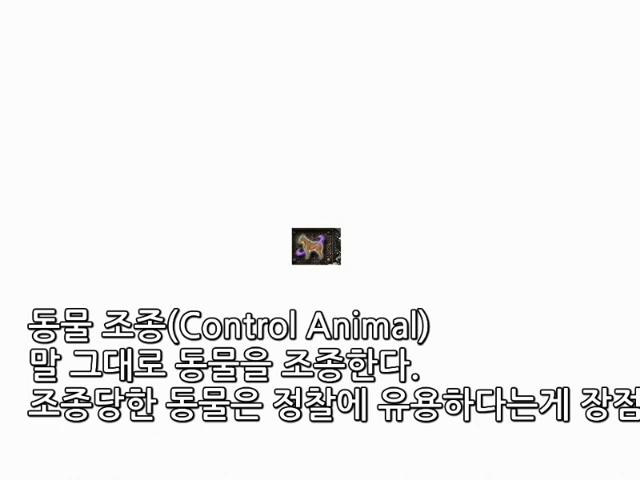 동물 조종(Control Animal)
말 그대로 동물을 조종한다.
조종당한 동물은 정찰에 유용하다는게 장점